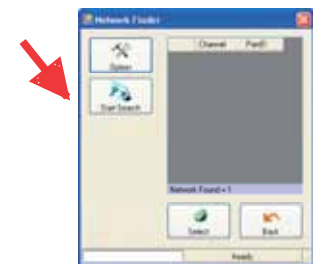 Network Finder
Channel PanID
Option
Start Search
Network Found = 1
Select Back
Ready